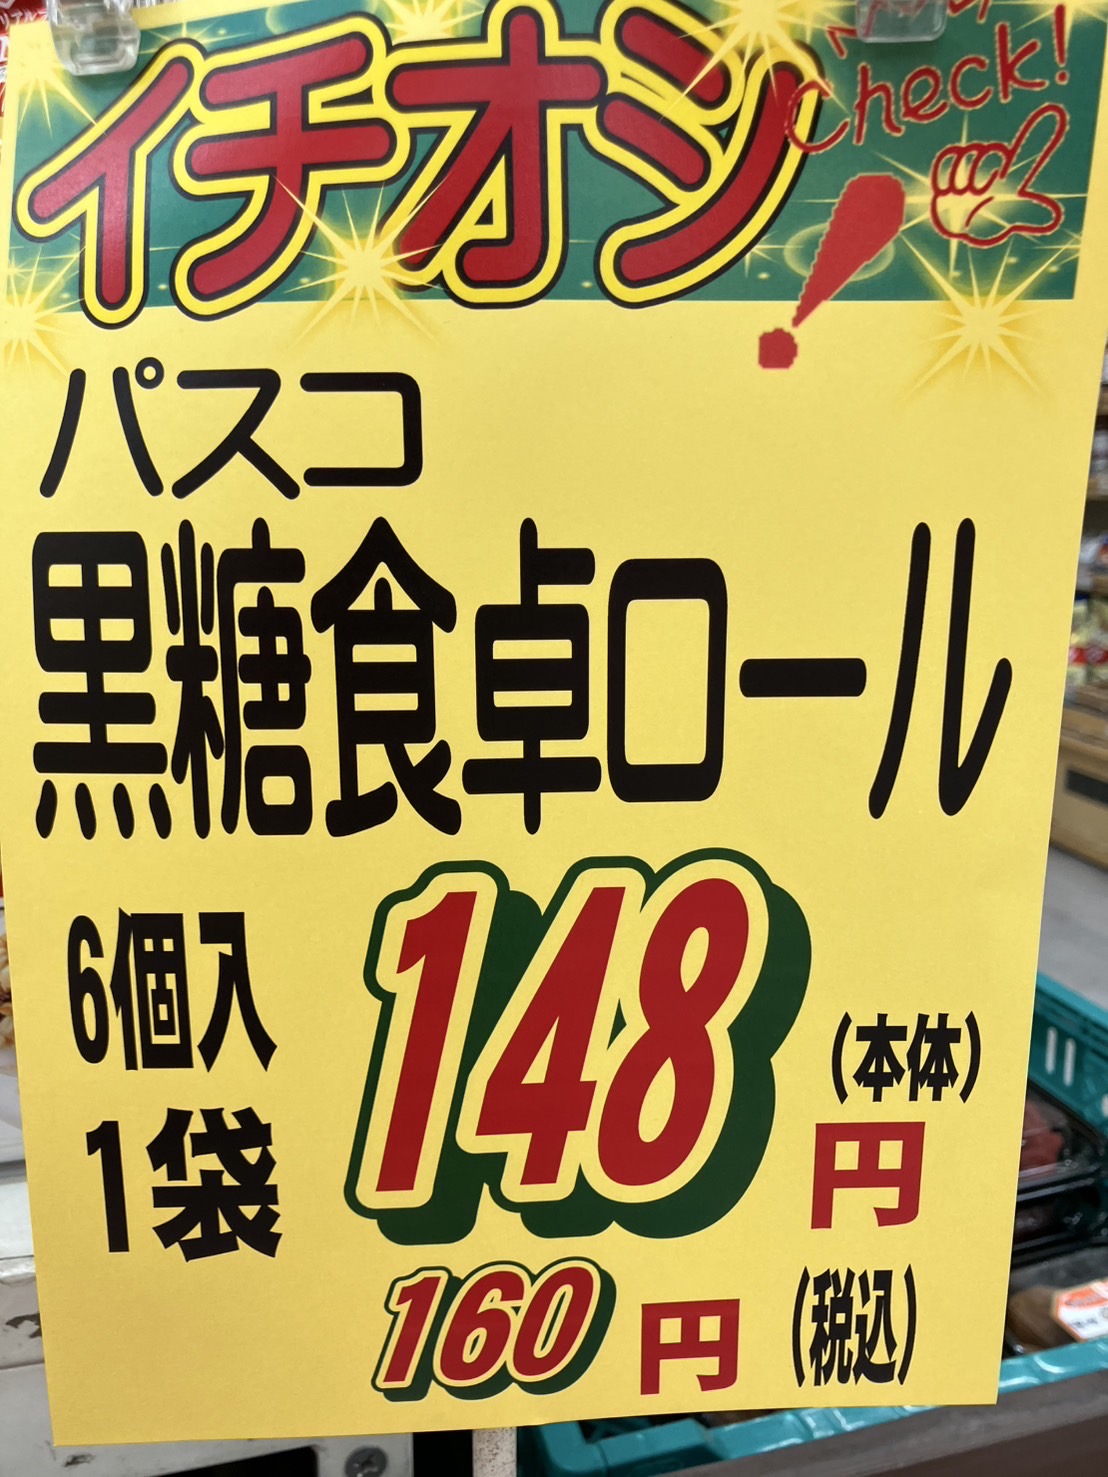 イチオシ
Check!
パスコ
黒糖食卓ロール
6個入
1袋
148
(本体)
円
160円(税込)